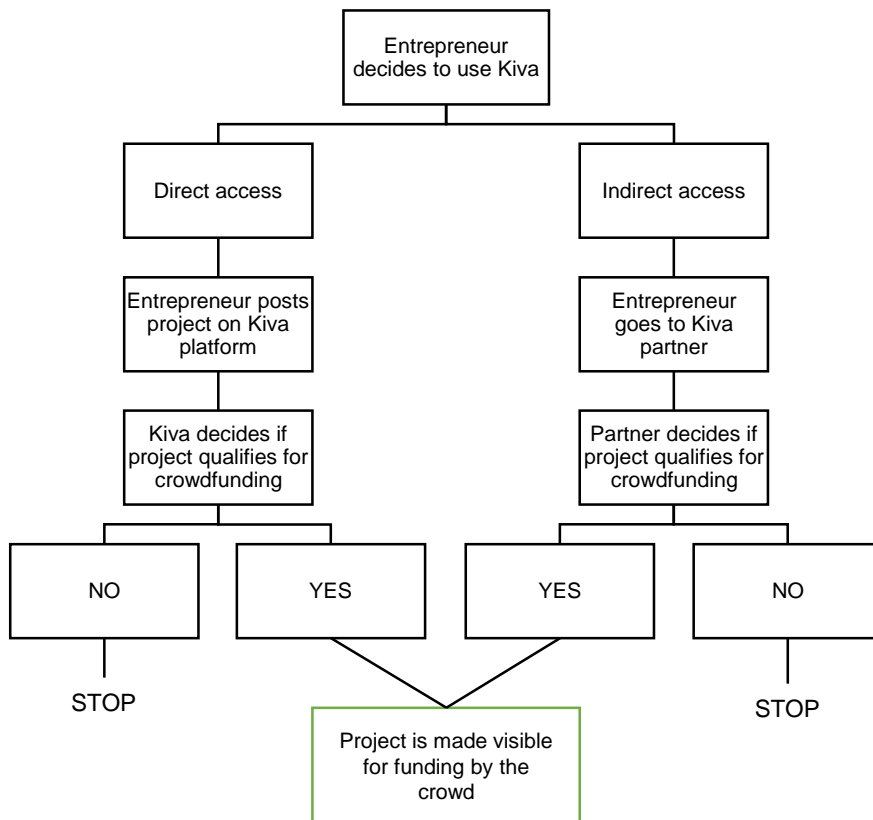 Entrepreneur
decides to use Kiva
Direct access
Indirect access
Entrepreneur posts
project on Kiva
platform
Entrepreneur
goes to Kiva
partner
Kiva decides if
project qualifies for
crowdfunding
Partner decides if
project qualifies for
crowdfunding
NO
YES
YES
NO
STOP
STOP
Project is made visible
for funding by the
crowd